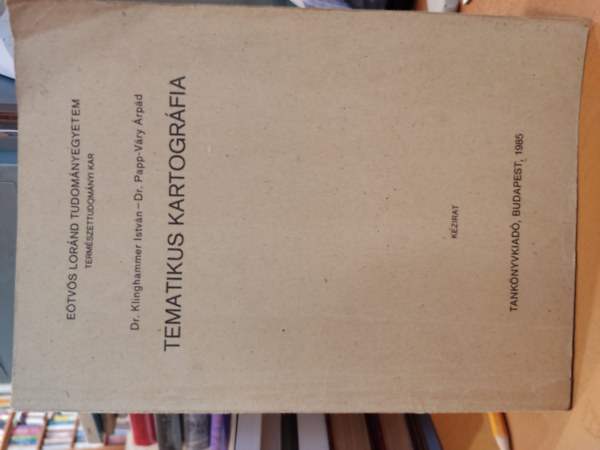 EÖTVÖS LORÁND TUDOMÁNYEGYETEM
TERMÉSZETTUDOMÁNYI KAR
Dr. Klinghammer István – Dr. Papp-Váry Árpád
TEMATIKUS KARTOGRÁFIA
KÉZIRAT
TANKÖNYVKIADÓ, BUDAPEST, 1985